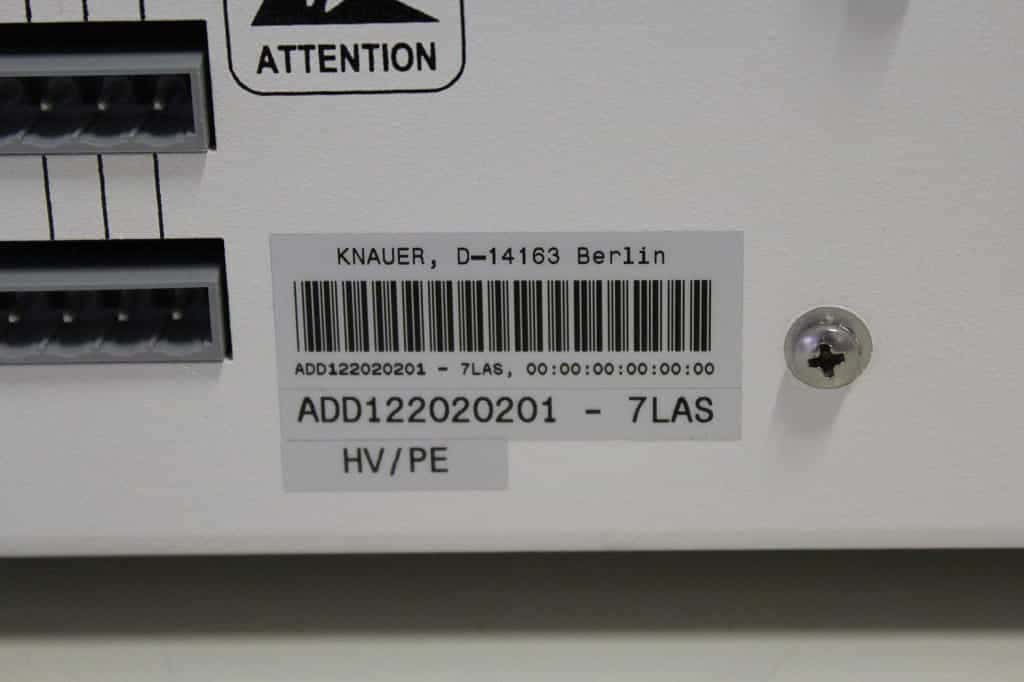 ATTENTION
KNAUER, D-14163 Berlin
ADD122020201 - 7LAS, 00:00:00:00:00:00
ADD122020201 - 7LAS
HV/PE